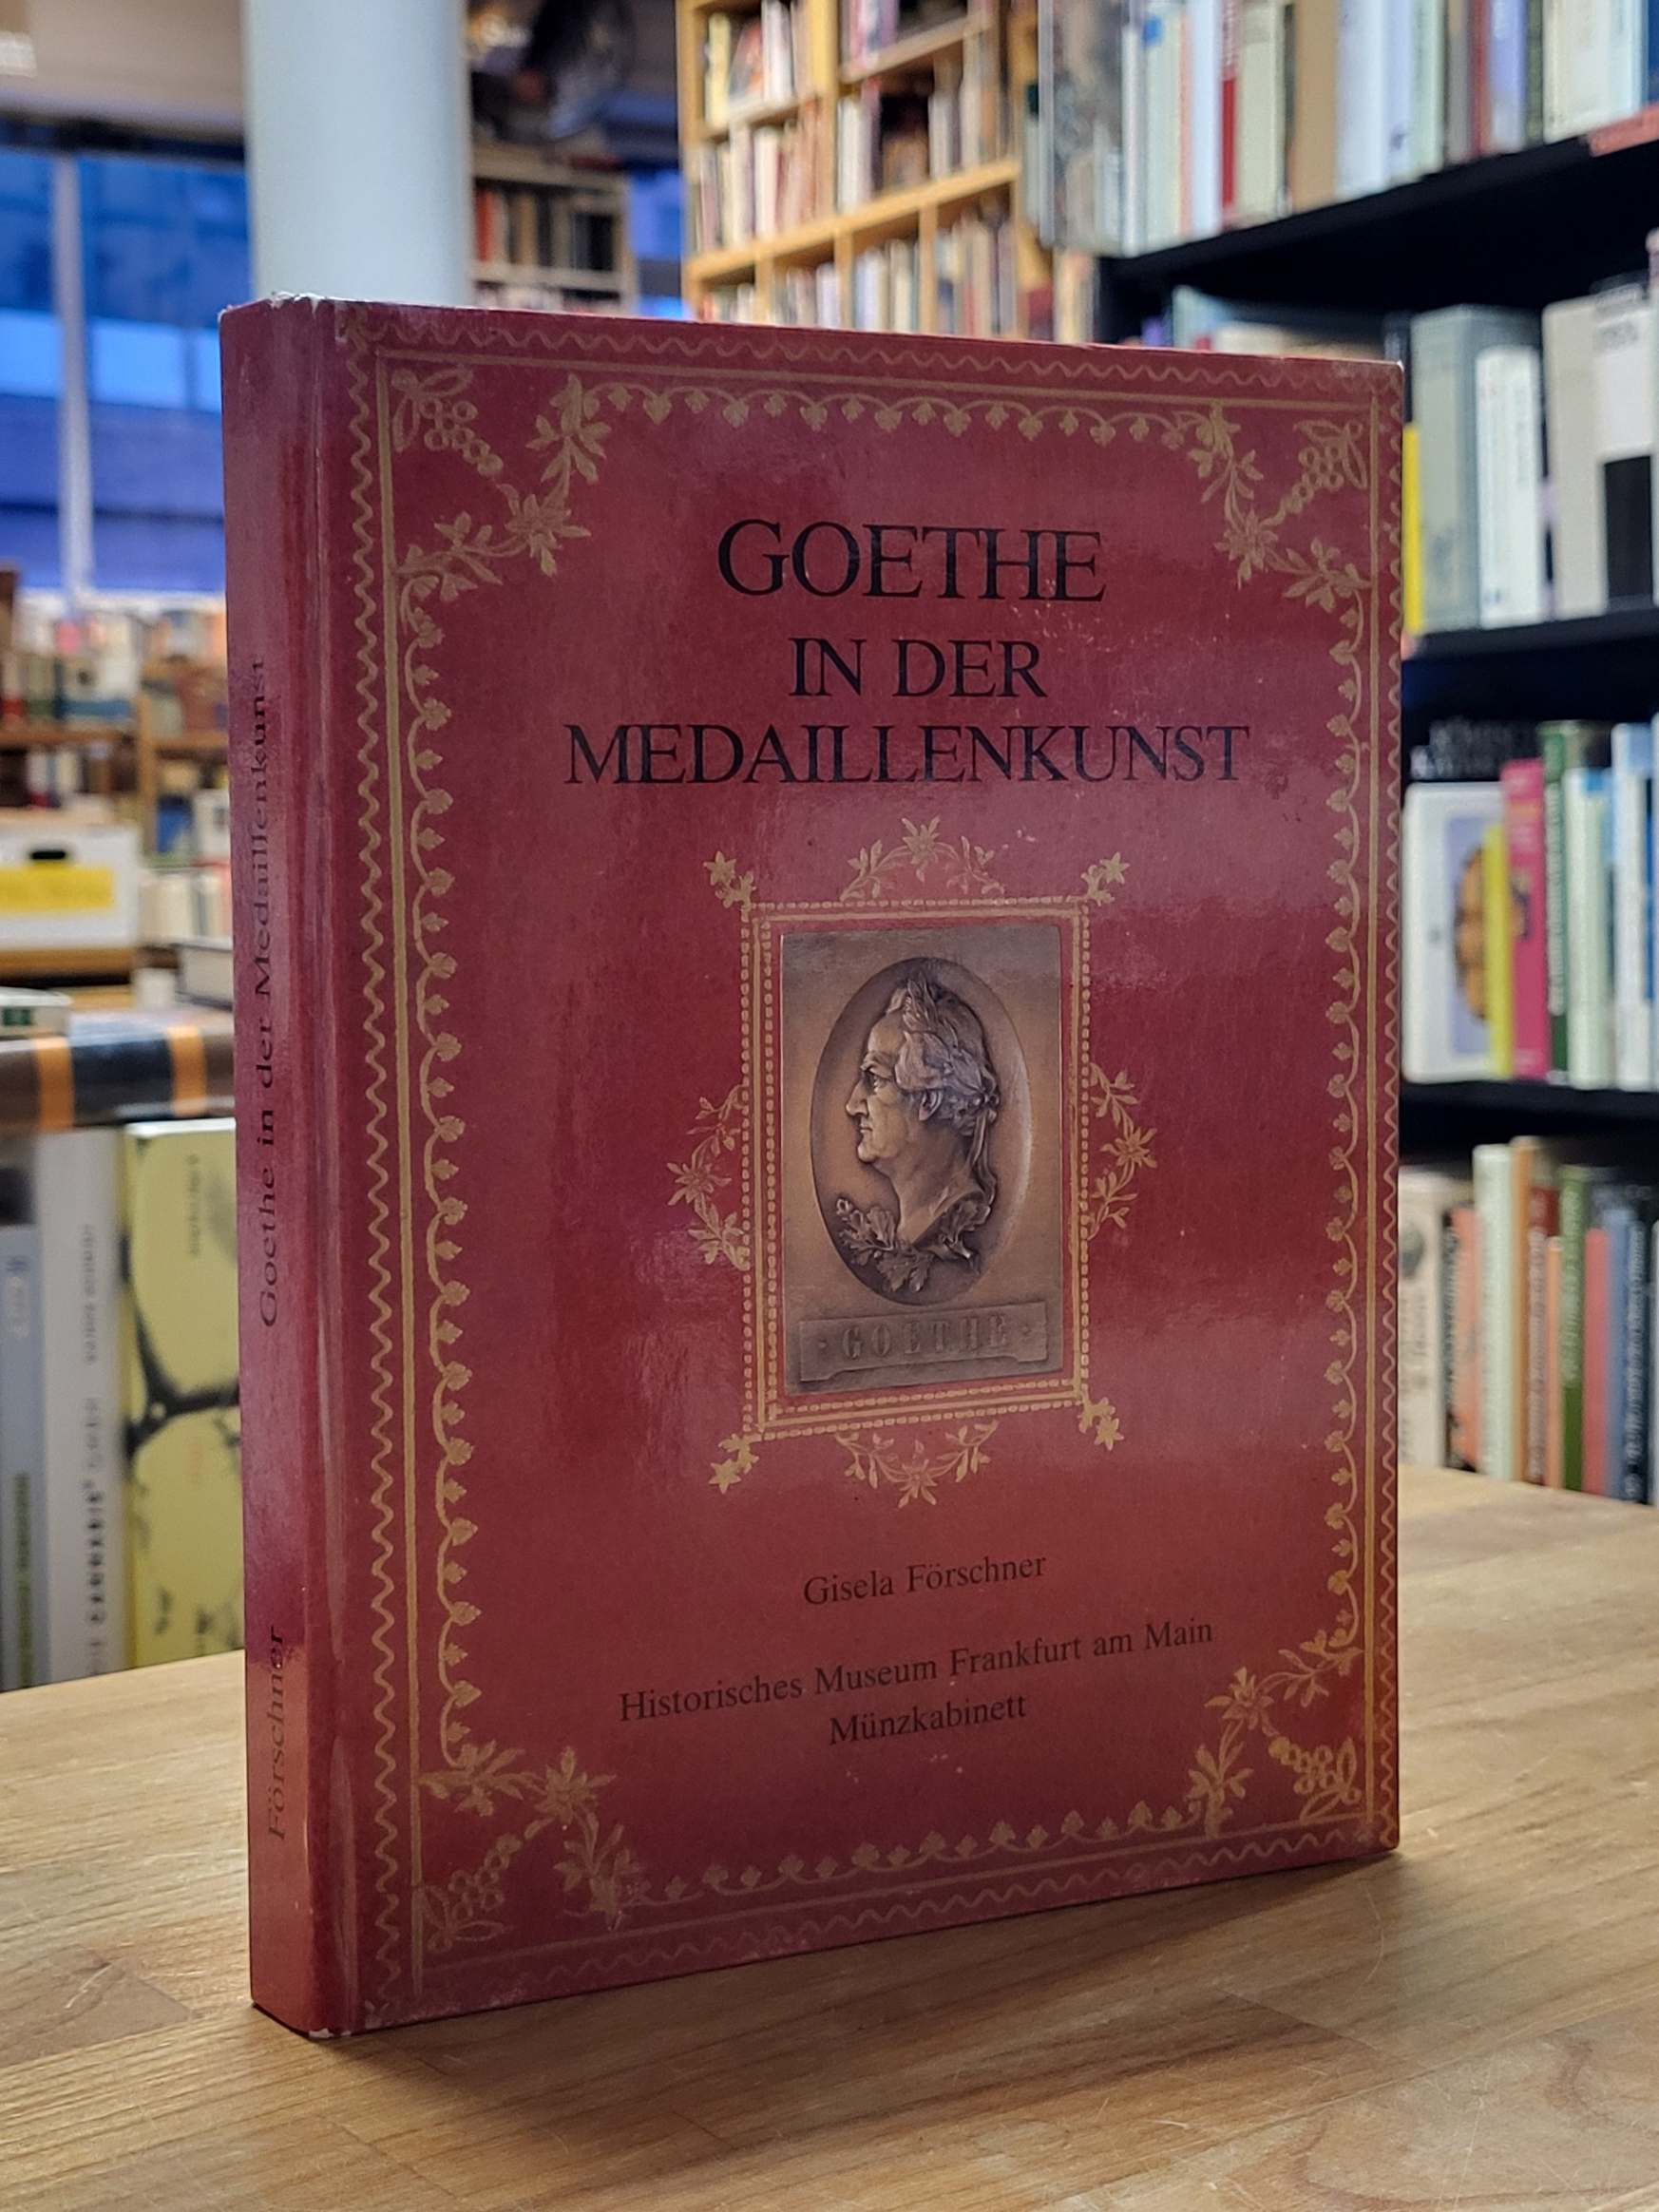 GOETHE
IN DER
MEDAILLENKUNST
· GOETHE ·
Gisela Förschner
Historisches Museum Frankfurt am Main
Münzkabinett
Förschner
Goethe in der Medaillenkunst